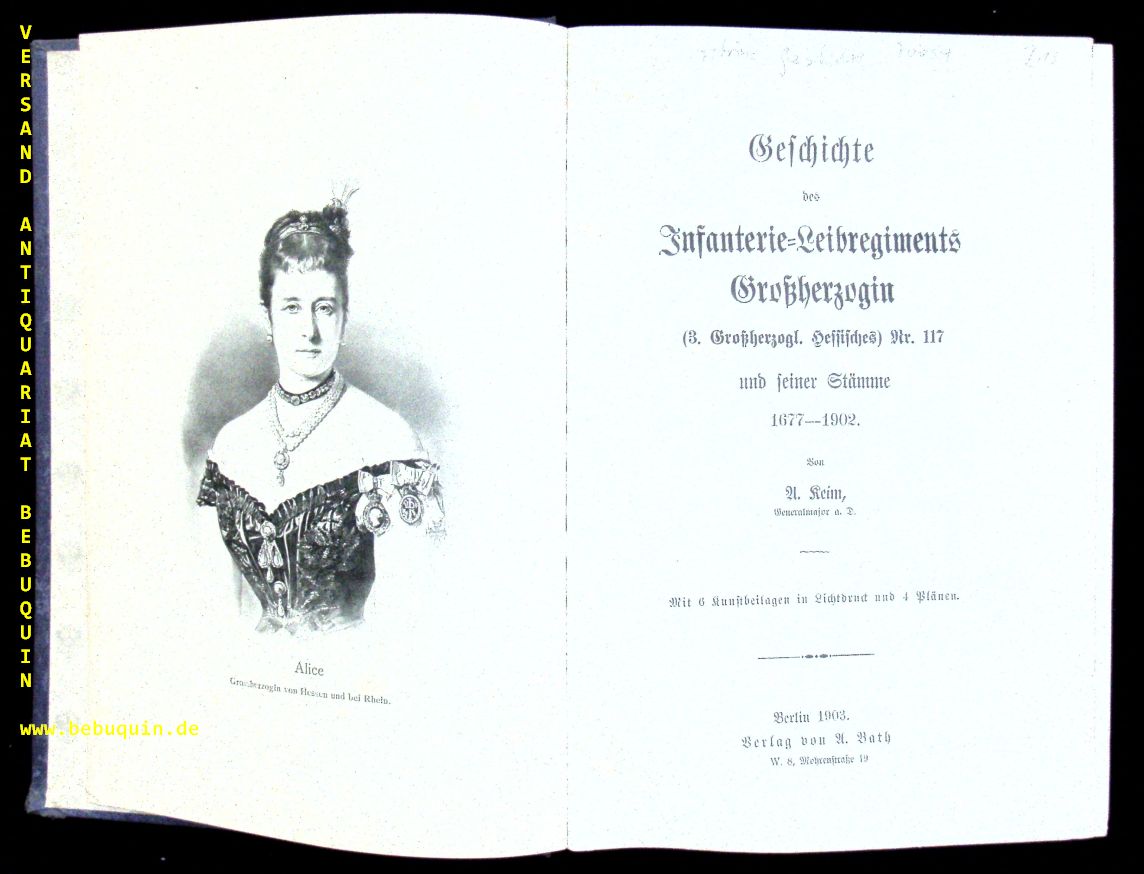 VERSAND ANTIQUARIAT BEBUQUIN
www.bebuquin.de
Alice
Grossherzogin von Hessen und bei Rhein.
Geschichte
des
Infanterie-Leibregiments
Großherzogin
(3. Großherzogl. Hessisches) Nr. 117
und seiner Stämme
1677—1902.
Von
A. Keim,
Generalmajor a. D.
Mit 6 Kunstbeilagen in Lichtdruck und 4 Plänen.
Berlin 1903.
Verlag von A. Bath
W. 8, Mohrenstraße 19